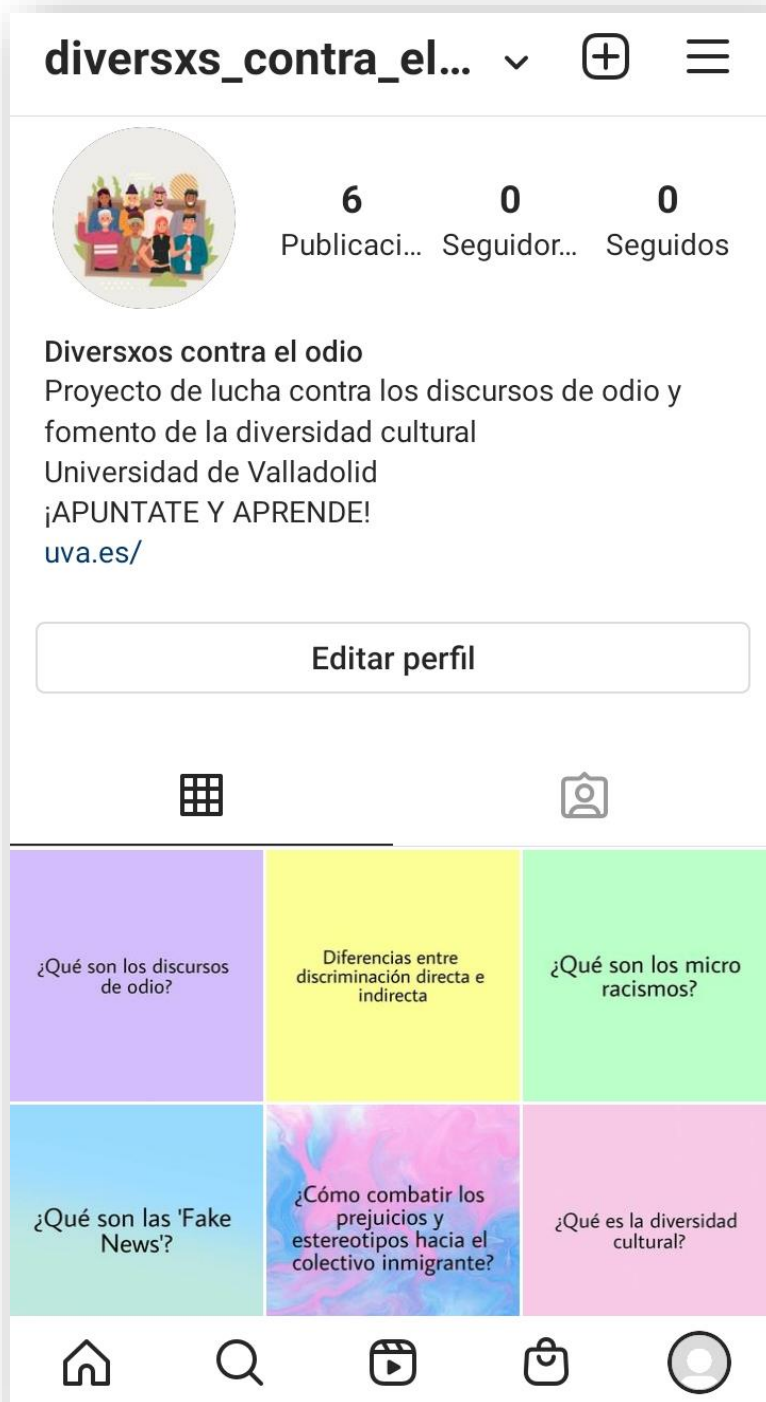 diversxs_contra_el...
6
0
0
Publicaci...
Seguidor...
Seguidos
Diversxos contra el odio
Proyecto de lucha contra los discursos de odio y
fomento de la diversidad cultural
Universidad de Valladolid
¡APUNTATE Y APRENDE!
uva.es/
Editar perfil
¿Qué son los discursos
de odio?
Diferencias entre
discriminación directa e
indirecta
¿Qué son los micro
racismos?
¿Qué son las 'Fake
News'?
¿Cómo combatir los
prejuicios y
estereotipos hacia el
colectivo inmigrante?
¿Qué es la diversidad
cultural?